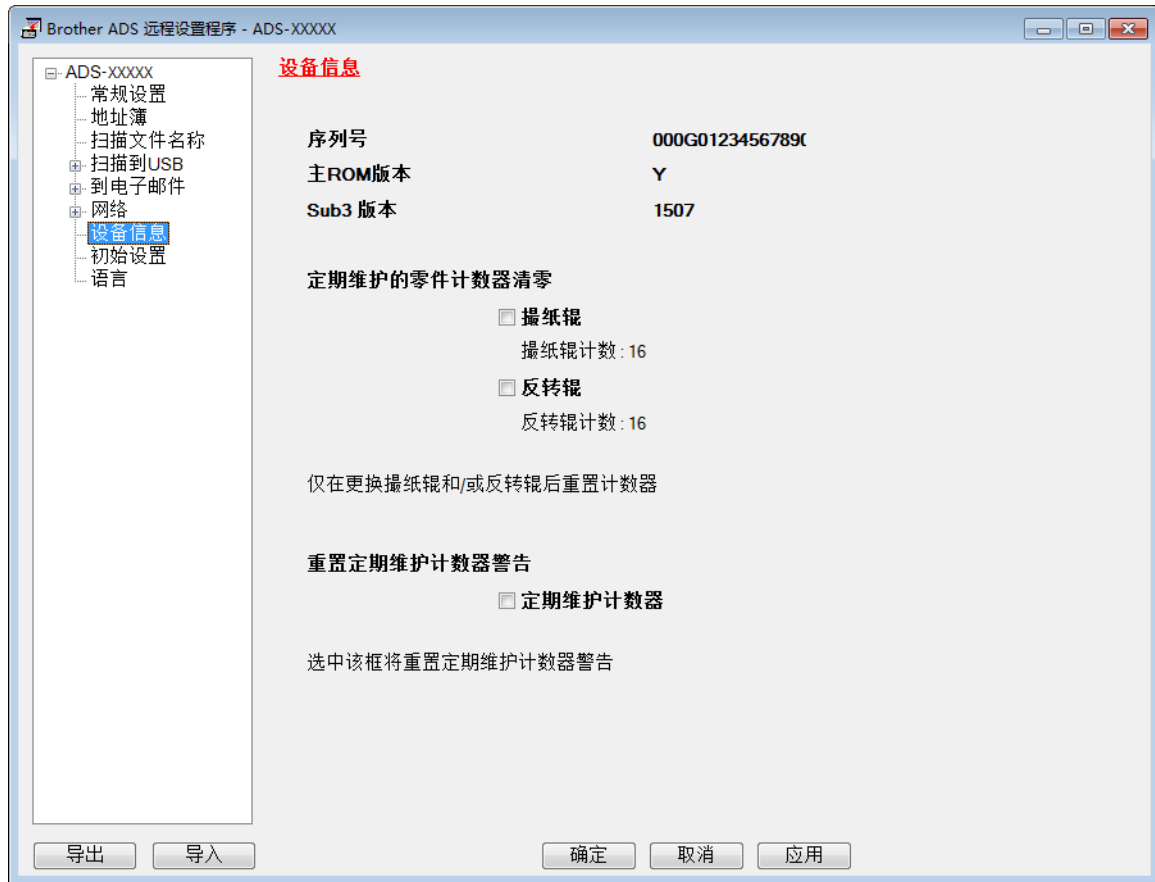 Brother ADS 远程设置程序 - ADS-XXXXX
ADS-XXXXX
常规设置
地址簿
扫描文件名称
扫描到USB
到电子邮件
网络
设备信息
初始设置
语言
设备信息
序列号 000G0123456789(
主ROM版本 Y
Sub3 版本 1507
定期维护的零件计数器清零
撮纸辊
撮纸辊计数 : 16
反转辊
反转辊计数 : 16
仅在更换撮纸辊和/或反转辊后重置计数器
重置定期维护计数器警告
定期维护计数器
选中该框将重置定期维护计数器警告
导出 导入 确定 取消 应用